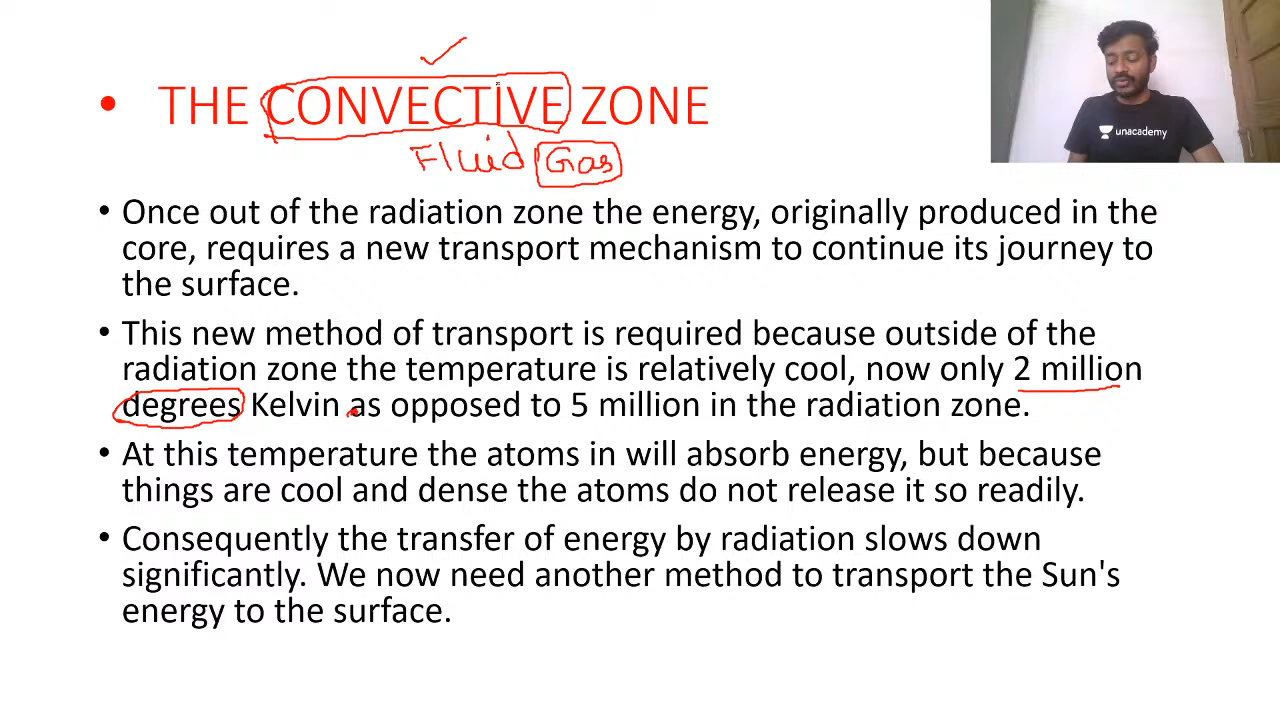 • THE CONVECTIVE ZONE
Fluid Gas
unacademy
• Once out of the radiation zone the energy, originally produced in the
core, requires a new transport mechanism to continue its journey to
the surface.
• This new method of transport is required because outside of the
radiation zone the temperature is relatively cool, now only 2 million
degrees Kelvin as opposed to 5 million in the radiation zone.
• At this temperature the atoms in will absorb energy, but because
things are cool and dense the atoms do not release it so readily.
• Consequently the transfer of energy by radiation slows down
significantly. We now need another method to transport the Sun's
energy to the surface.